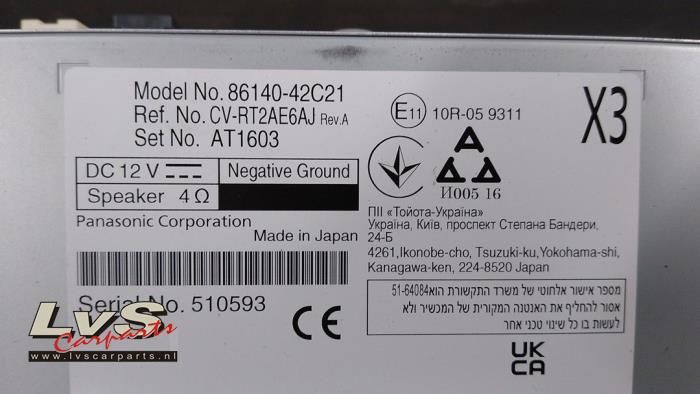 Model No. 86140-42C21
Ref. No. CV-RT2AE6AJ Rev.A
Set No. AT1603
DC 12 V
Negative Ground
Speaker 4 Ω
Panasonic Corporation
Made in Japan
Serial No. 510593
E11 10R-05 9311
X3
И005 16
ПІІ «Тойота-Україна»
Україна, Київ, проспект Степана Бандери,
24-Б
4261,Ikonobe-cho, Tsuzuki-ku,Yokohama-shi,
Kanagawa-ken, 224-8520 Japan
מספר אישור אלחוטי של משרד התקשורת הוא 51-64084
אסור להחליף את האנטנה המקורית של המכשיר ולא
לעשות בו כל שינוי טכני אחר
CE
UK
CA
LvS
Carparts
www.lvscarparts.nl